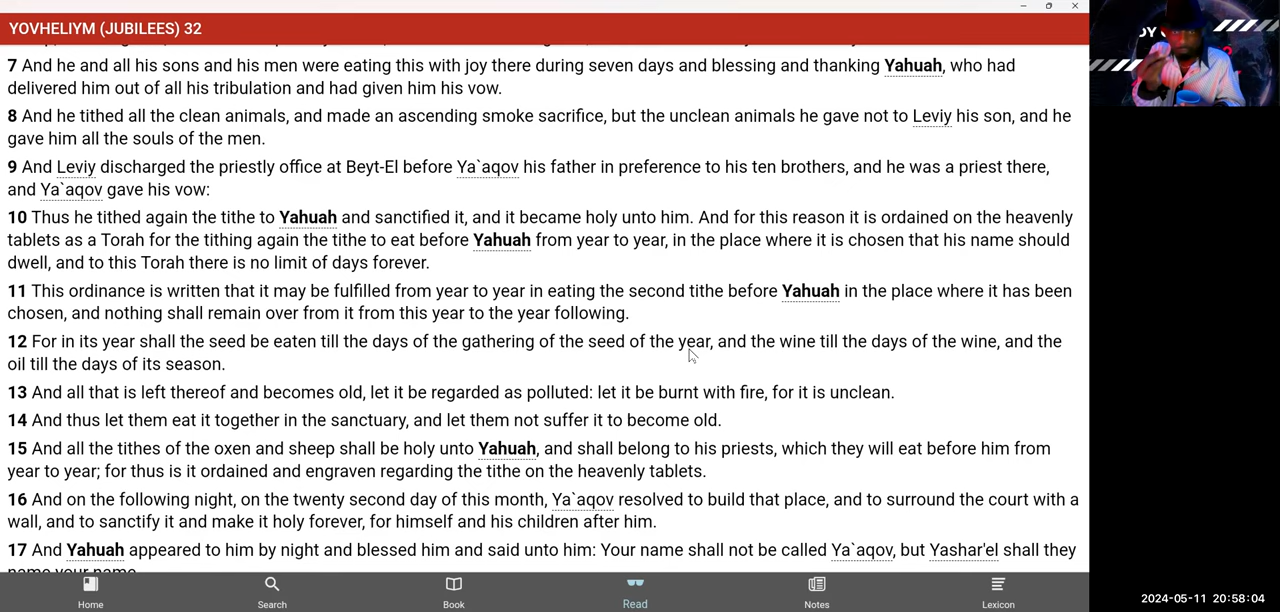 YOVHELIYM (JUBILEES) 32
7 And he and all his sons and his men were eating this with joy there during seven days and blessing and thanking Yahuah, who had
delivered him out of all his tribulation and had given him his vow.
8 And he tithed all the clean animals, and made an ascending smoke sacrifice, but the unclean animals he gave not to Leviy his son, and he
gave him all the souls of the men.
9 And Leviy discharged the priestly office at Beyt-El before Ya`aqov his father in preference to his ten brothers, and he was a priest there,
and Ya`aqov gave his vow:
10 Thus he tithed again the tithe to Yahuah and sanctified it, and it became holy unto him. And for this reason it is ordained on the heavenly
tablets as a Torah for the tithing again the tithe to eat before Yahuah from year to year, in the place where it is chosen that his name should
dwell, and to this Torah there is no limit of days forever.
11 This ordinance is written that it may be fulfilled from year to year in eating the second tithe before Yahuah in the place where it has been
chosen, and nothing shall remain over from it from this year to the year following.
12 For in its year shall the seed be eaten till the days of the gathering of the seed of the year, and the wine till the days of the wine, and the
oil till the days of its season.
13 And all that is left thereof and becomes old, let it be regarded as polluted: let it be burnt with fire, for it is unclean.
14 And thus let them eat it together in the sanctuary, and let them not suffer it to become old.
15 And all the tithes of the oxen and sheep shall be holy unto Yahuah, and shall belong to his priests, which they will eat before him from
year to year; for thus is it ordained and engraven regarding the tithe on the heavenly tablets.
16 And on the following night, on the twenty second day of this month, Ya`aqov resolved to build that place, and to surround the court with a
wall, and to sanctify it and make it holy forever, for himself and his children after him.
17 And Yahuah appeared to him by night and blessed him and said unto him: Your name shall not be called Ya`aqov, but Yashar'el shall they
name your name
Home Search Book Read Notes Lexicon
2024-05-11 20:58:04